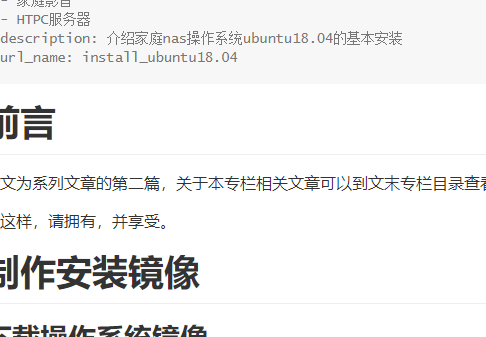 - 家庭影音
- HTPC服务器
description: 介绍家庭nas操作系统ubuntu18.04的基本安装
url_name: install_ubuntu18.04
前言
文为系列文章的第二篇，关于本专栏相关文章可以到文末专栏目录查看
这样，请拥有，并享受。
制作安装镜像
下载操作系统镜像